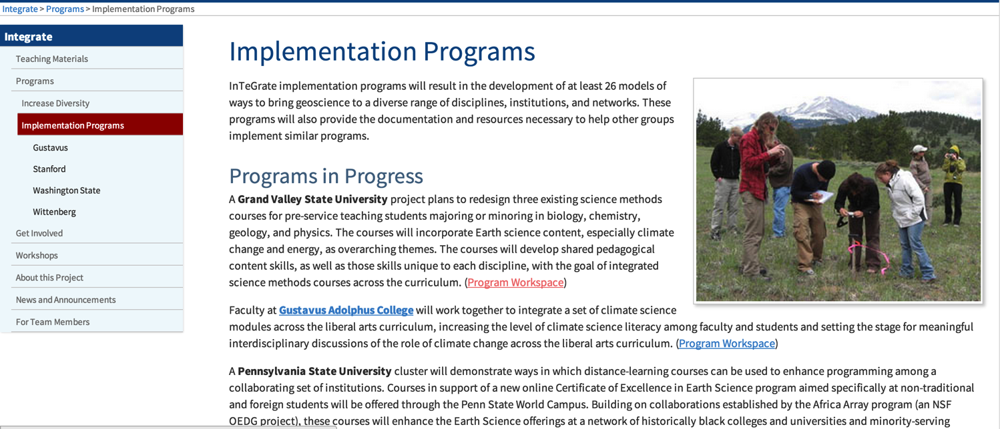 Integrate > Programs > Implementation Programs
Integrate
Teaching Materials
Programs
Increase Diversity
Implementation Programs
Gustavus
Stanford
Washington State
Wittenberg
Get Involved
Workshops
About this Project
News and Announcements
For Team Members
Implementation Programs
InTeGrate implementation programs will result in the development of at least 26 models of
ways to bring geoscience to a diverse range of disciplines, institutions, and networks. These
programs will also provide the documentation and resources necessary to help other groups
implement similar programs.
Programs in Progress
A Grand Valley State University project plans to redesign three existing science methods
courses for pre-service teaching students majoring or minoring in biology, chemistry,
geology, and physics. The courses will incorporate Earth science content, especially climate
change and energy, as overarching themes. The courses will develop shared pedagogical
content skills, as well as those skills unique to each discipline, with the goal of integrated
science methods courses across the curriculum. (Program Workspace)
Faculty at Gustavus Adolphus College will work together to integrate a set of climate science
modules across the liberal arts curriculum, increasing the level of climate science literacy among faculty and students and setting the stage for meaningful
interdisciplinary discussions of the role of climate change across the liberal arts curriculum. (Program Workspace)
A Pennsylvania State University cluster will demonstrate ways in which distance-learning courses can be used to enhance programming among a
collaborating set of institutions. Courses in support of a new online Certificate of Excellence in Earth Science program aimed specifically at non-traditional
and foreign students will be offered through the Penn State World Campus. Building on collaborations established by the Africa Array program (an NSF
OEDG project), these courses will enhance the Earth Science offerings at a network of historically black colleges and universities and minority-serving